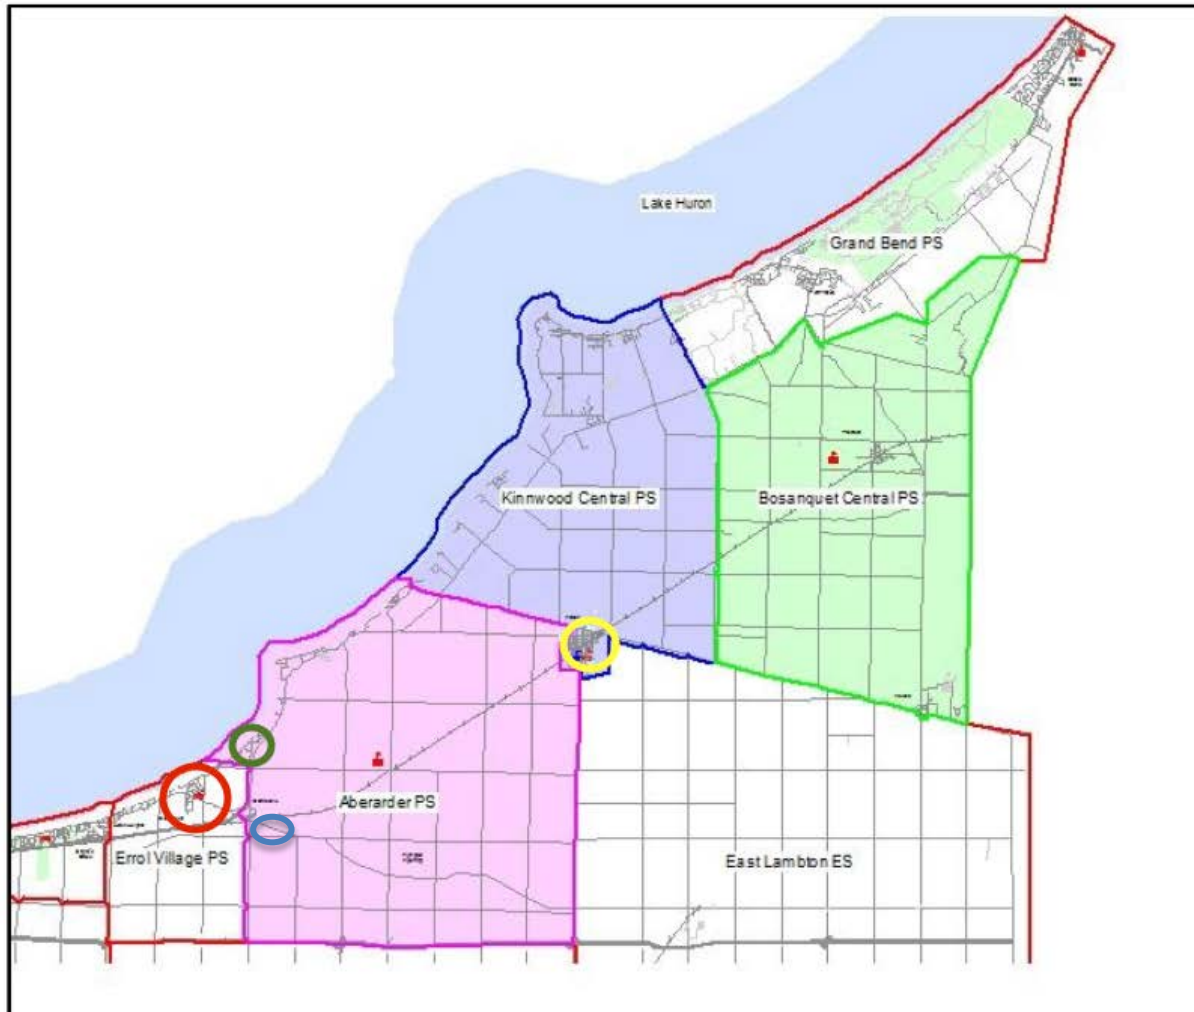 Lake Huron
Grand Bend PS
Kinnwood Central PS
Bosanquet Central PS
Aberarder PS
Errol Village PS
East Lambton ES